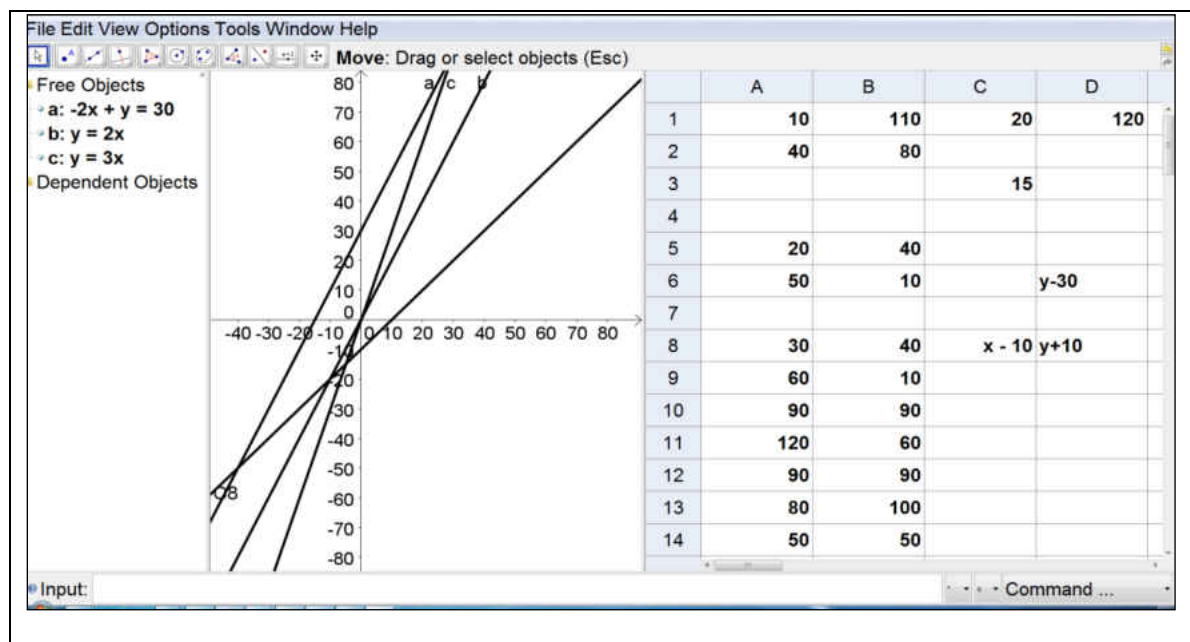 File Edit View Options Tools Window Help
Move: Drag or select objects (Esc)
Free Objects
a: -2x + y = 30
b: y = 2x
c: y = 3x
Dependent Objects
a c b
80
70
60
50
40
30
20
10
0
-40 -30 -20 -10 0 10 20 30 40 50 60 70 80
-10
-20
-30
-40
-50
C8
-60
-70
-80
A B C D
1 10 110 20 120
2 40 80
3 15
4
5 20 40
6 50 10 y-30
7
8 30 40 x - 10 y+10
9 60 10
10 90 90
11 120 60
12 90 90
13 80 100
14 50 50
Input:
Command ...